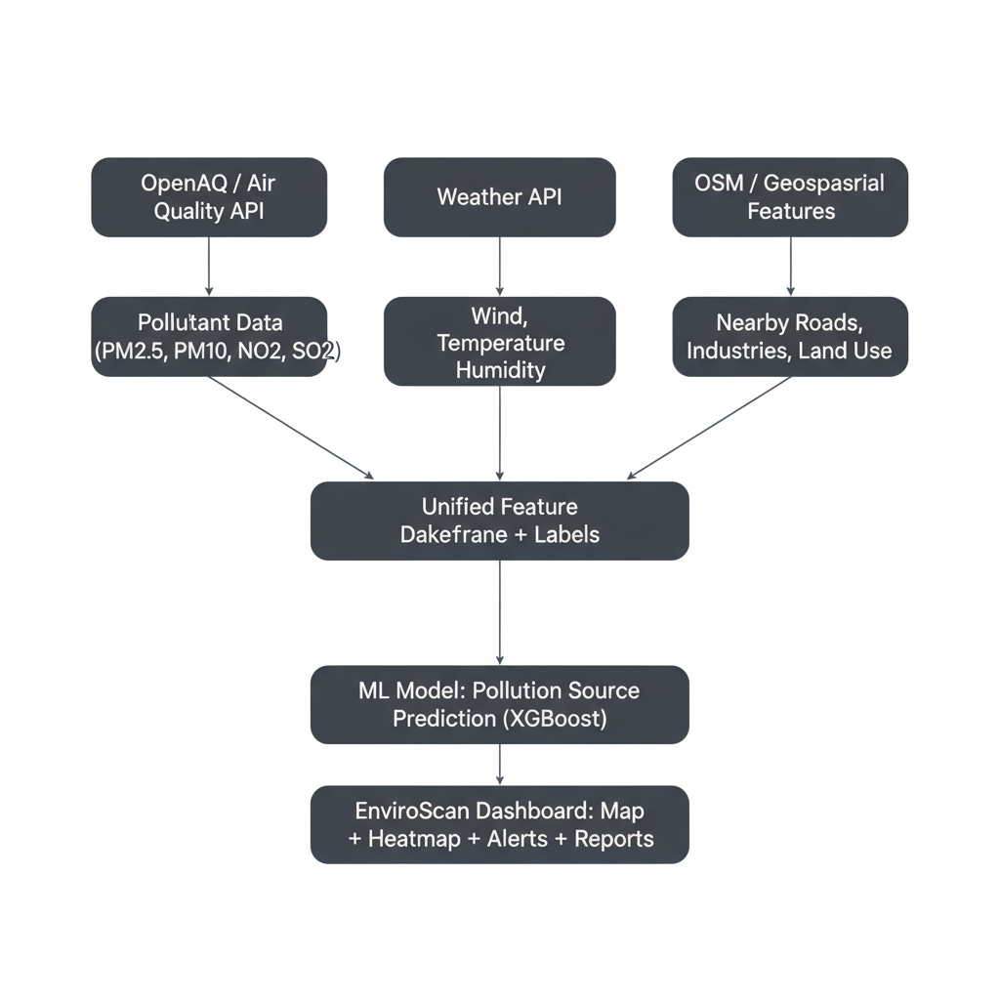 OpenAQ / Air
Quality API
Weather API
OSM / Geospasrial
Features
Pollutant Data
(PM2.5, PM10, NO2, SO2)
Wind,
Temperature
Humidity
Nearby Roads,
Industries, Land Use
Unified Feature
Dakefrane + Labels
ML Model: Pollution Source
Prediction (XGBoost)
EnviroScan Dashboard: Map
+ Heatmap + Alerts + Reports